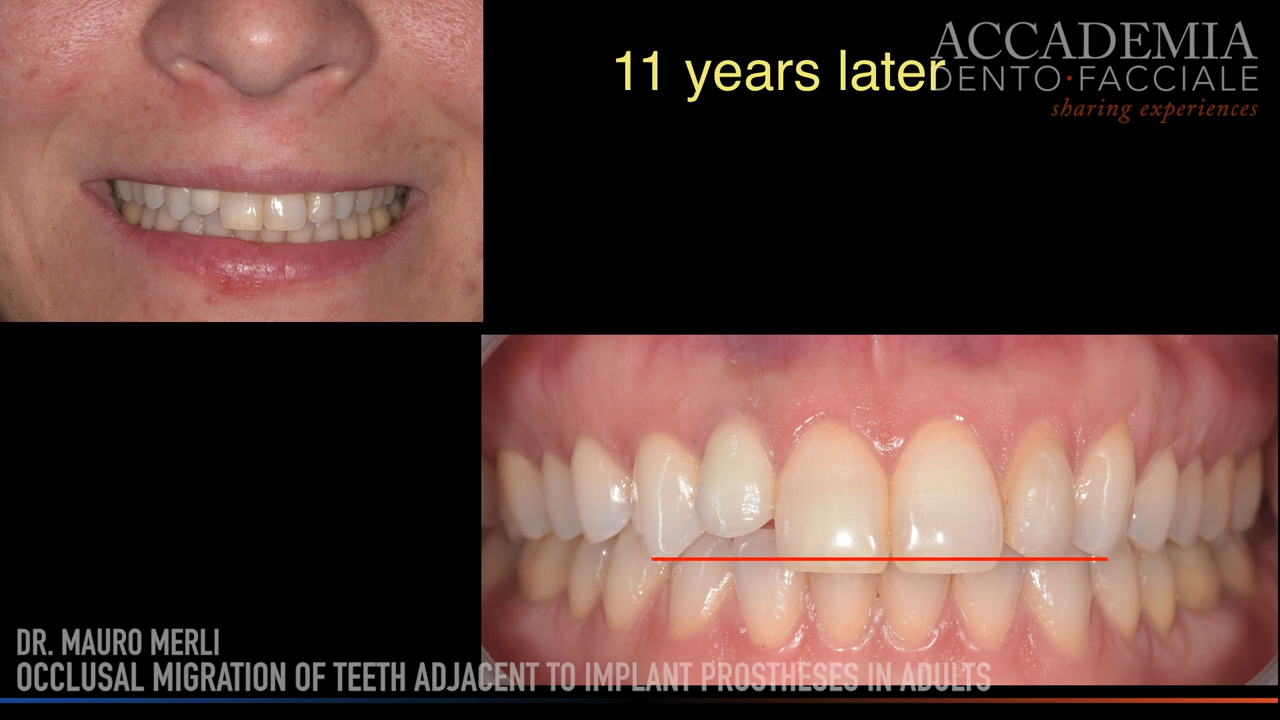 11 years later
ACCADEMIA
DENTO·FACCIALE
sharing experiences
DR. MAURO MERLI
OCCLUSAL MIGRATION OF TEETH ADJACENT TO IMPLANT PROSTHESES IN ADULTS